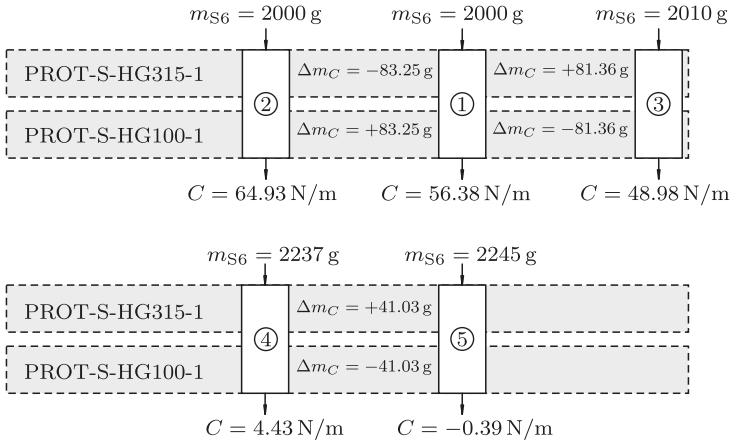 m_S6 = 2000 g m_S6 = 2000 g m_S6 = 2010 g
PROT-S-HG315-1 Δm_C = −83.25 g Δm_C = +81.36 g
② ① ③
PROT-S-HG100-1 Δm_C = +83.25 g Δm_C = −81.36 g
C = 64.93 N/m C = 56.38 N/m C = 48.98 N/m
m_S6 = 2237 g m_S6 = 2245 g
PROT-S-HG315-1 Δm_C = +41.03 g
④ ⑤
PROT-S-HG100-1 Δm_C = −41.03 g
C = 4.43 N/m C = −0.39 N/m